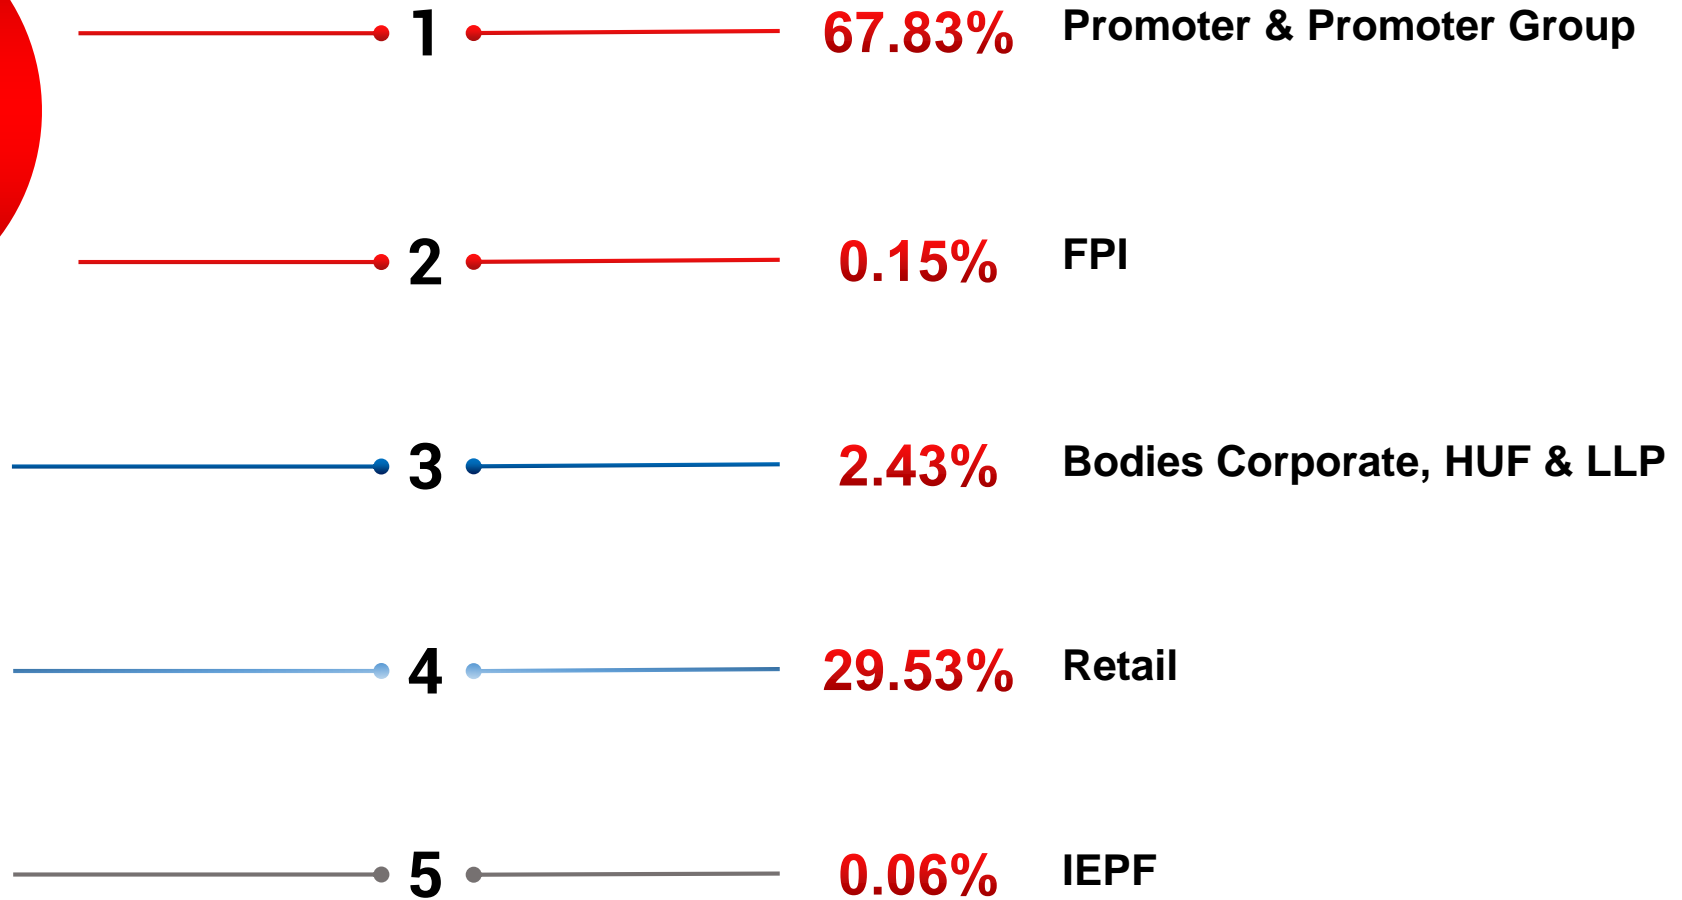 1 67.83% Promoter & Promoter Group
2 0.15% FPI
3 2.43% Bodies Corporate, HUF & LLP
4 29.53% Retail
5 0.06% IEPF